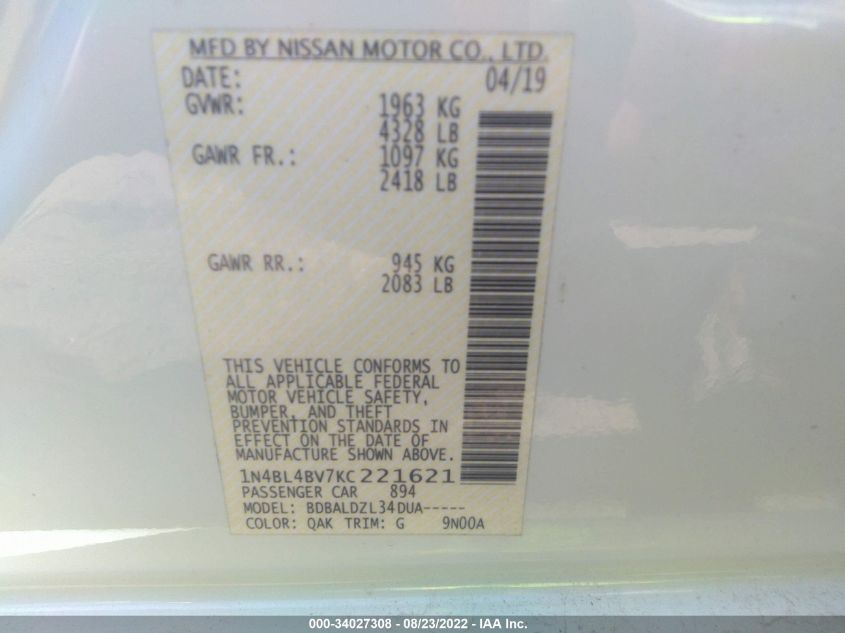 MFD BY NISSAN MOTOR CO., LTD.
DATE: 04/19
GVWR: 1963 KG
4328 LB
GAWR FR.: 1097 KG
2418 LB
GAWR RR.: 945 KG
2083 LB
THIS VEHICLE CONFORMS TO
ALL APPLICABLE FEDERAL
MOTOR VEHICLE SAFETY,
BUMPER, AND THEFT
PREVENTION STANDARDS IN
EFFECT ON THE DATE OF
MANUFACTURE SHOWN ABOVE.
1N4BL4BV7KC221621
PASSENGER CAR 894
MODEL: BDBALDZL34DUA-----
COLOR: QAK TRIM: G 9N00A
000-34027308 - 08/23/2022 - IAA Inc.